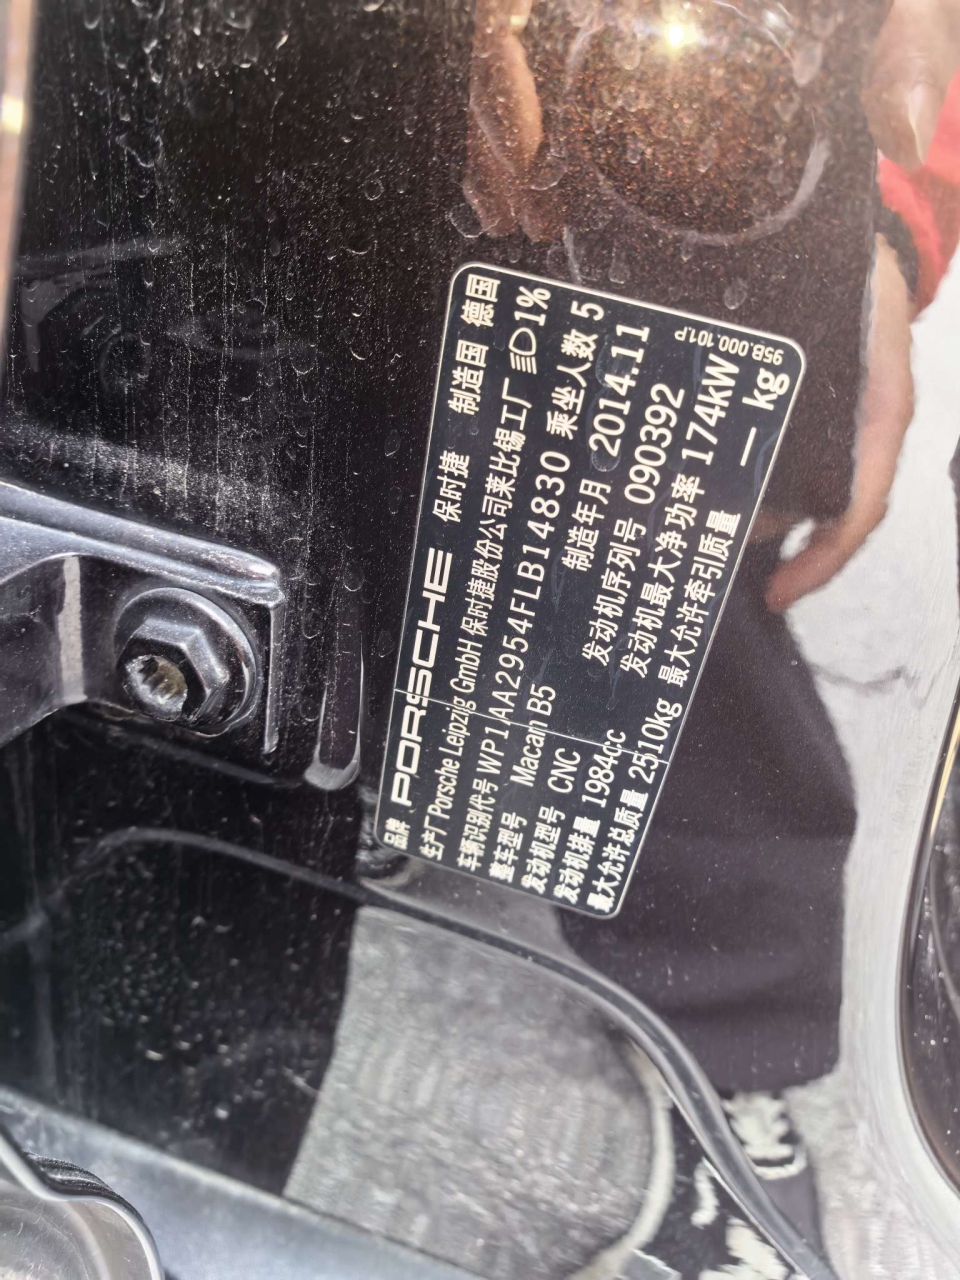 品牌 PORSCHE 保时捷 制造国 德国
生产厂 Porsche Leipzig GmbH 保时捷股份公司莱比锡工厂 1%
车辆识别代号 WP1AA2954FLB14830 乘坐人数 5
整车型号 Macan B5 制造年月 2014.11
发动机型号 CNC 发动机序列号 090392
发动机排量 1984cc 发动机最大净功率 174kW
最大允许总质量 2510kg 最大允许牵引质量 — kg
95B.000.101.P